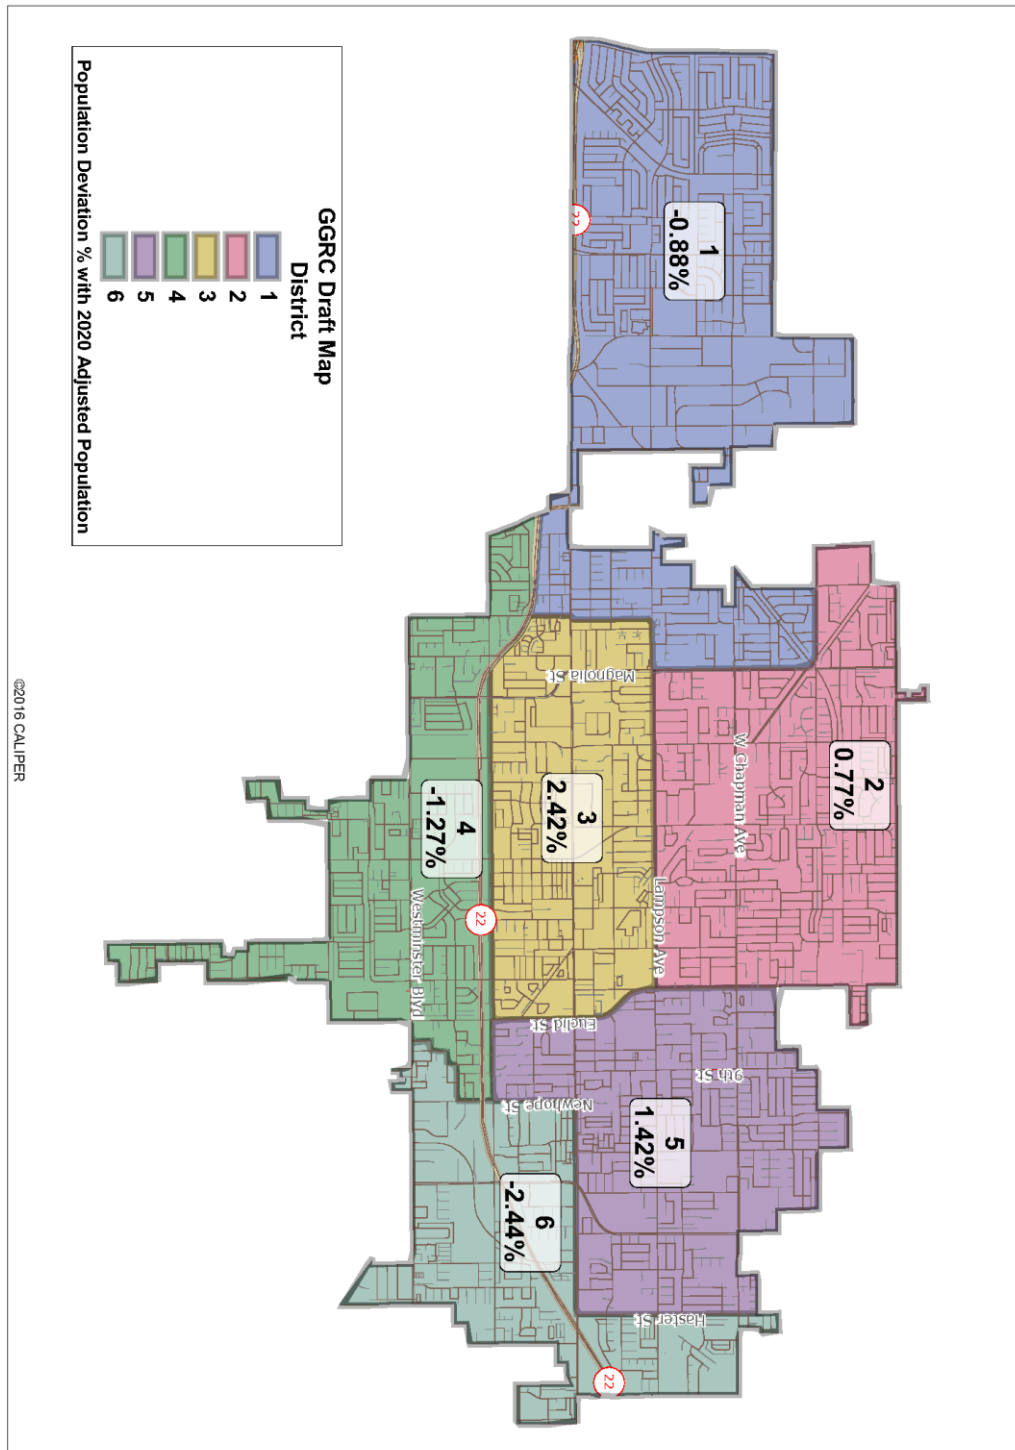 1
-0.88%
2
0.77%
3
2.42%
4
-1.27%
5
1.42%
6
-2.44%
22
22
22
Magnolia St
W Chapman Ave
Lampson Ave
Westminster Blvd
Euclid St
9th St
Newhope St
Haster St
GGRC Draft Map
District
1
2
3
4
5
6
Population Deviation % with 2020 Adjusted Population
©2016 CALIPER